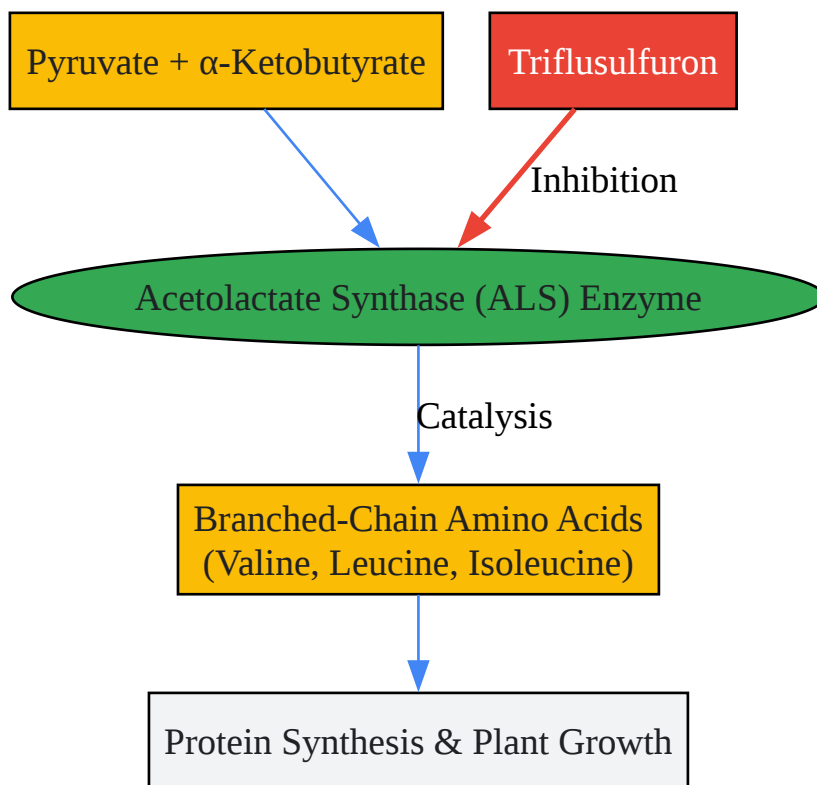 Pyruvate + α-Ketobutyrate
Triflusulfuron
Inhibition
Acetolactate Synthase (ALS) Enzyme
Catalysis
Branched-Chain Amino Acids
(Valine, Leucine, Isoleucine)
Protein Synthesis & Plant Growth